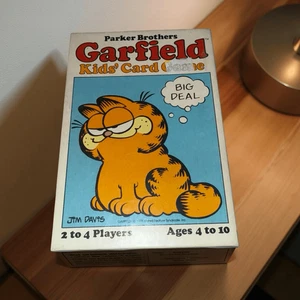 Parker Brothers
Garfield
Kids' Card Game
BIG
DEAL
JIM DAVIS
2 to 4 Players Ages 4 to 10